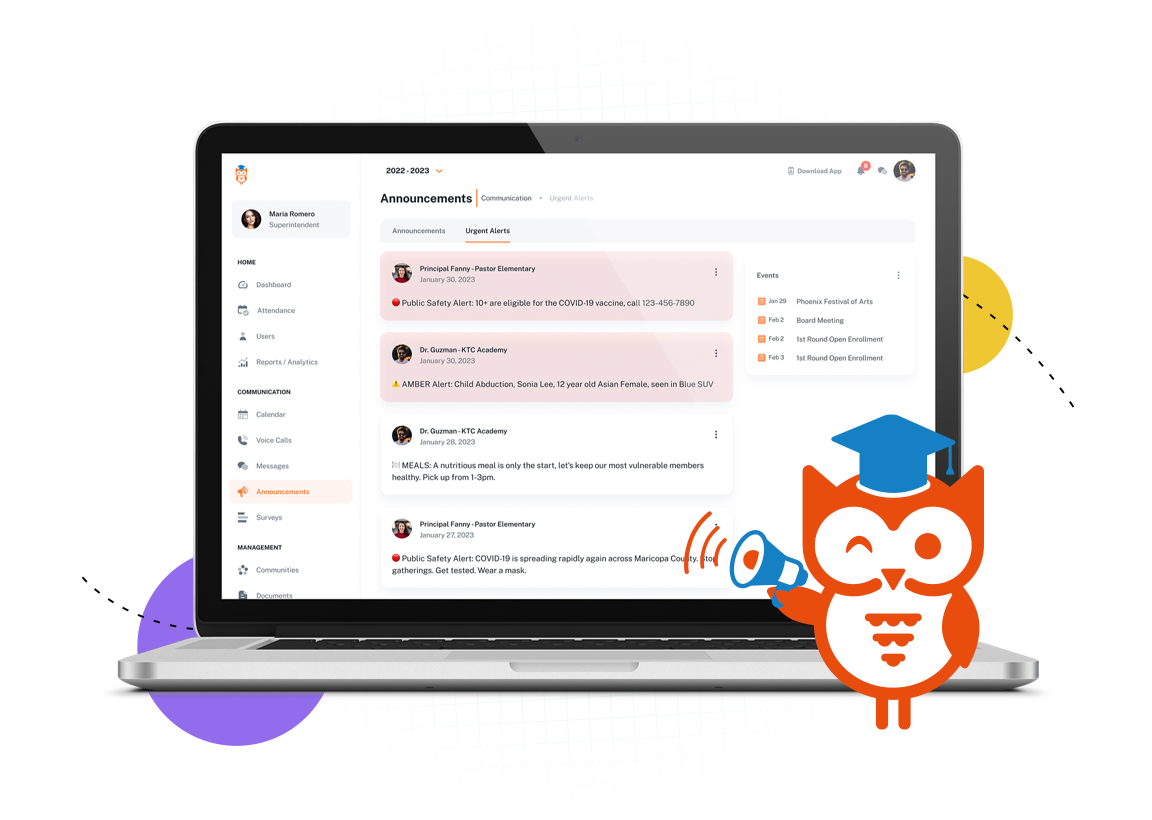 2022 - 2023
Download App
8
Announcements
Communication • Urgent Alerts
Maria Romero
Superintendent
HOME
Dashboard
Attendance
Users
Reports / Analytics
COMMUNICATION
Calendar
Voice Calls
Messages
Announcements
Surveys
MANAGEMENT
Communities
Documents
Announcements
Urgent Alerts
Principal Fanny - Pastor Elementary
January 30, 2023
Public Safety Alert: 10+ are eligible for the COVID-19 vaccine, call 123-456-7890
Dr. Guzman - KTC Academy
January 30, 2023
AMBER Alert: Child Abduction, Sonia Lee, 12 year old Asian Female, seen in Blue SUV
Dr. Guzman - KTC Academy
January 28, 2023
MEALS: A nutritious meal is only the start, let's keep our most vulnerable members
healthy. Pick up from 1-3pm.
Principal Fanny - Pastor Elementary
January 27, 2023
Public Safety Alert: COVID-19 is spreading rapidly again across Maricopa County. Stop
gatherings. Get tested. Wear a mask.
Events
Jan 29 Phoenix Festival of Arts
Feb 2 Board Meeting
Feb 2 1st Round Open Enrollment
Feb 3 1st Round Open Enrollment